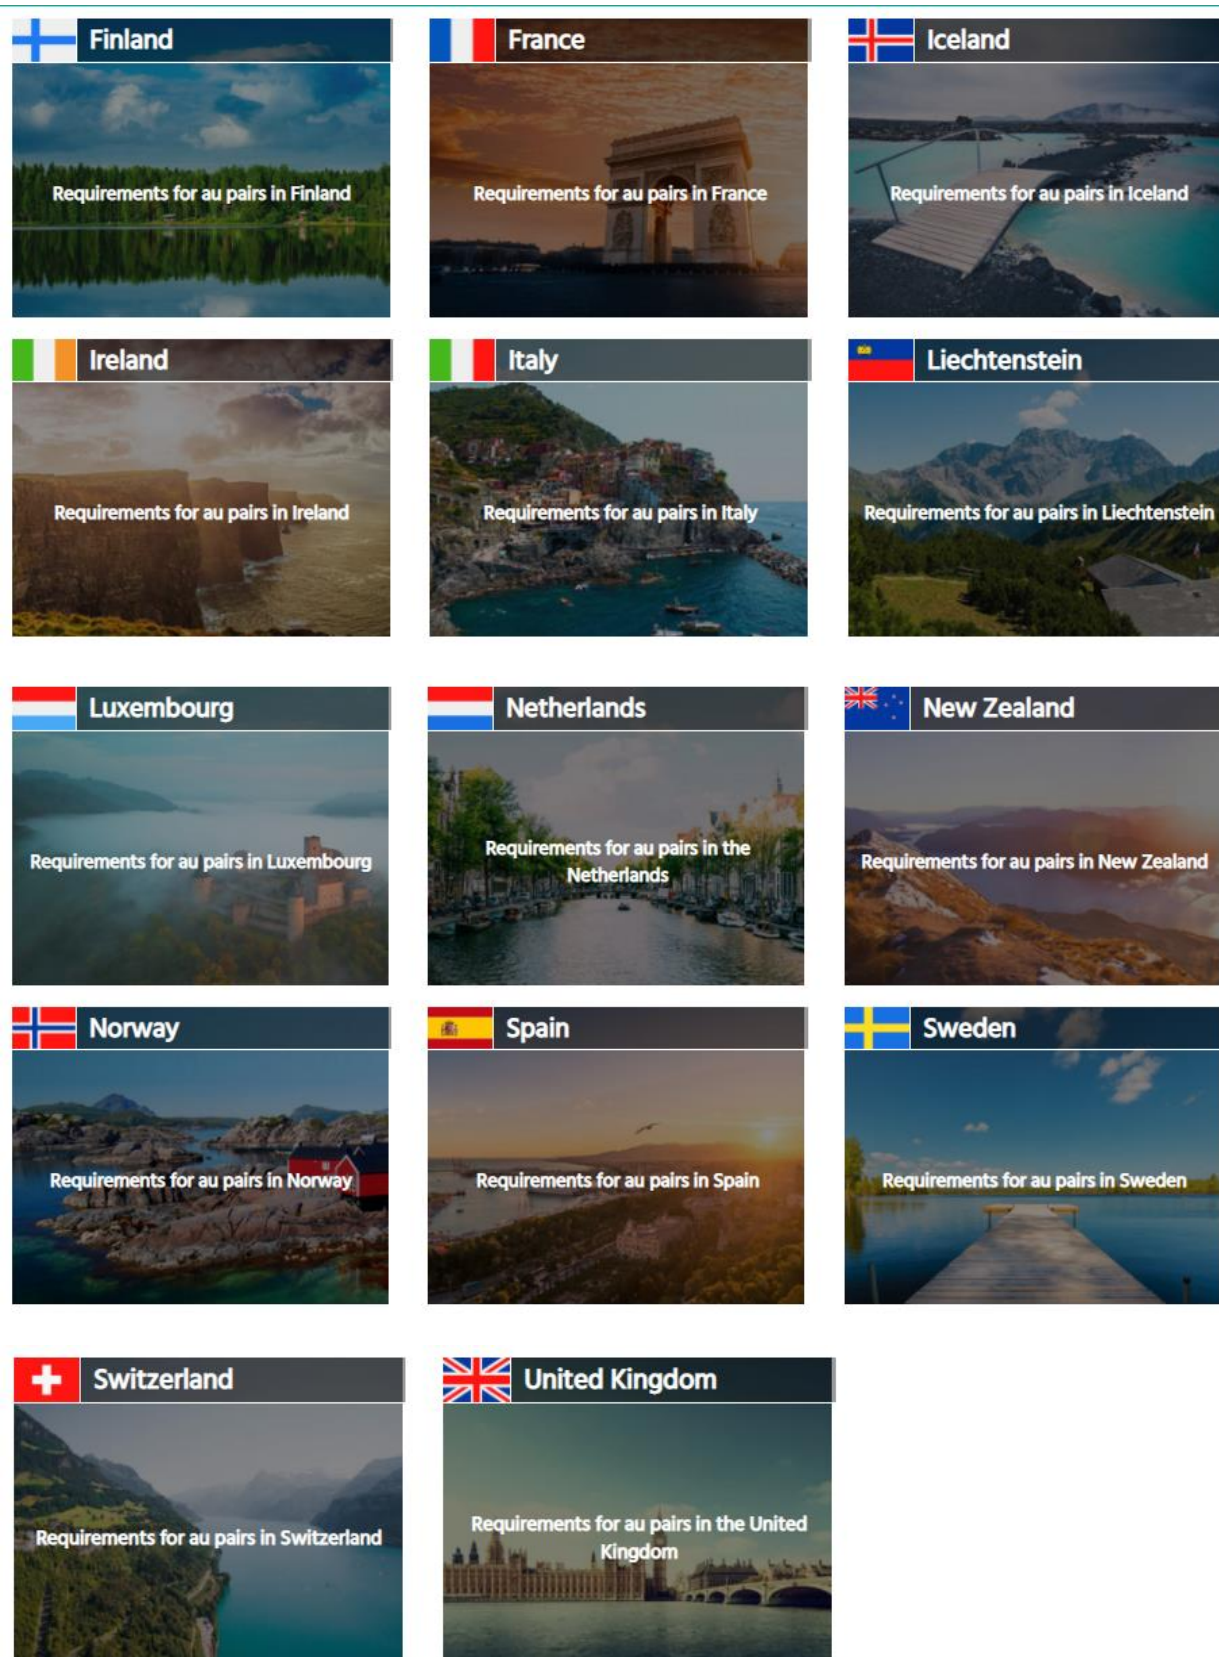 Finland
France
Iceland
Requirements for au pairs in Finland
Requirements for au pairs in France
Requirements for au pairs in Iceland
Ireland
Italy
Liechtenstein
Requirements for au pairs in Ireland
Requirements for au pairs in Italy
Requirements for au pairs in Liechtenstein
Luxembourg
Netherlands
New Zealand
Requirements for au pairs in Luxembourg
Requirements for au pairs in the
Netherlands
Requirements for au pairs in New Zealand
Norway
Spain
Sweden
Requirements for au pairs in Norway
Requirements for au pairs in Spain
Requirements for au pairs in Sweden
Switzerland
United Kingdom
Requirements for au pairs in Switzerland
Requirements for au pairs in the United
Kingdom